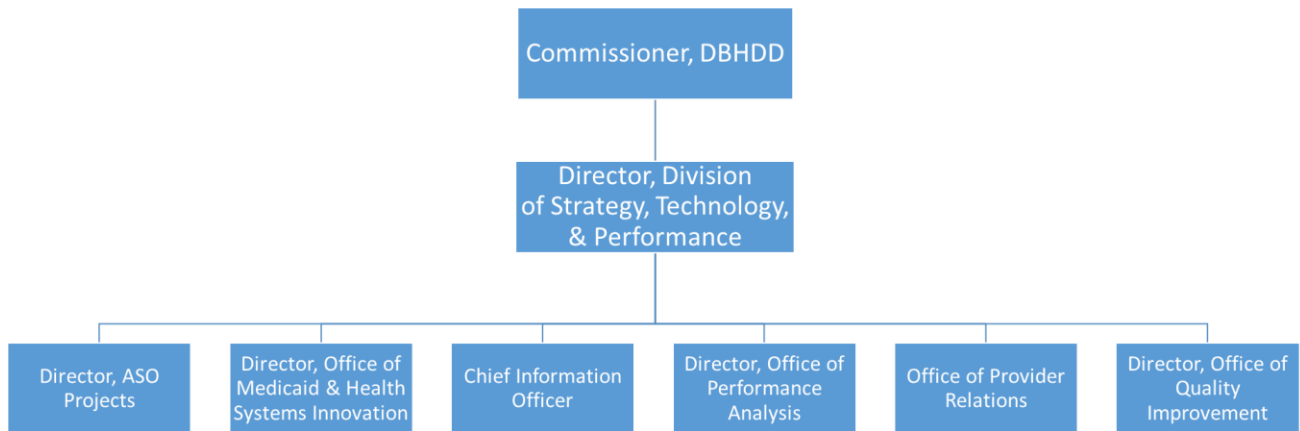 Commissioner, DBHDD
Director, Division
of Strategy, Technology,
& Performance
Director, ASO
Projects
Director, Office of
Medicaid & Health
Systems Innovation
Chief Information
Officer
Director, Office of
Performance
Analysis
Office of Provider
Relations
Director, Office of
Quality
Improvement